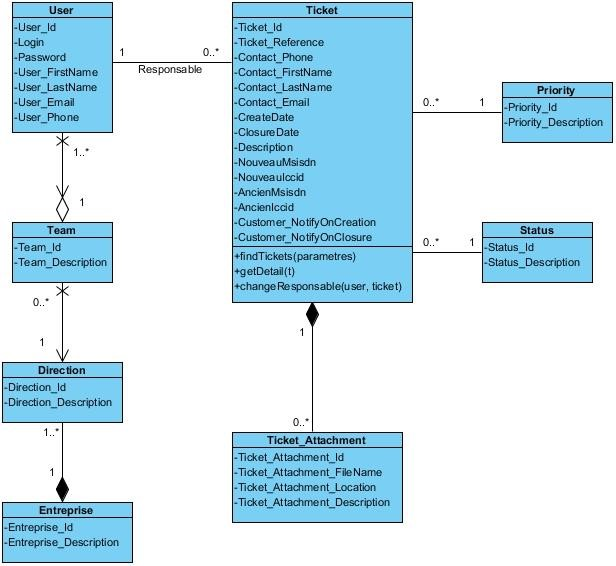 User
-User_Id
-Login
-Password
-User_FirstName
-User_LastName
-User_Email
-User_Phone
1
0..*
Responsable
Ticket
-Ticket_Id
-Ticket_Reference
-Contact_Phone
-Contact_FirstName
-Contact_LastName
-Contact_Email
-CreateDate
-ClosureDate
-Description
-NouveauMsisdn
-NouveauIccid
-AncienMsisdn
-AncienIccid
-Customer_NotifyOnCreation
-Customer_NotifyOnClosure
+findTickets(parametres)
+getDetail(t)
+changeResponsable(user, ticket)
0..*
1
Priority
-Priority_Id
-Priority_Description
0..*
1
Status
-Status_Id
-Status_Description
1..*
1
Team
-Team_Id
-Team_Description
0..*
1
Direction
-Direction_Id
-Direction_Description
1..*
1
Entreprise
-Entreprise_Id
-Entreprise_Description
1
0..*
Ticket_Attachment
-Ticket_Attachment_Id
-Ticket_Attachment_FileName
-Ticket_Attachment_Location
-Ticket_Attachment_Description